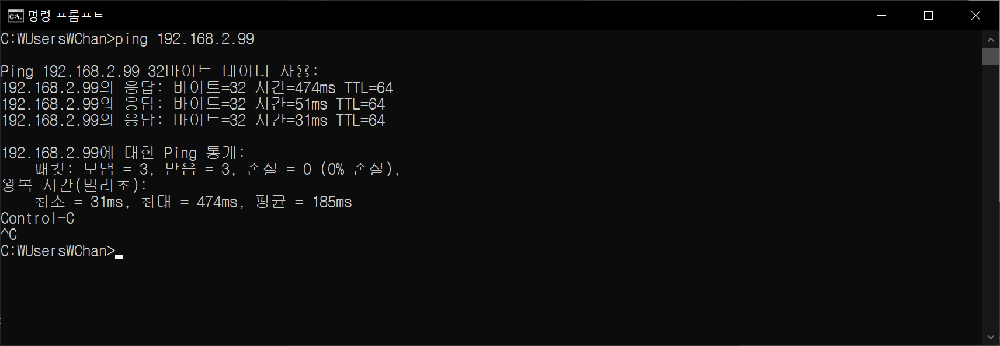 명령 프롬프트
C:₩Users₩Chan>ping 192.168.2.99
Ping 192.168.2.99 32바이트 데이터 사용:
192.168.2.99의 응답: 바이트=32 시간=474ms TTL=64
192.168.2.99의 응답: 바이트=32 시간=51ms TTL=64
192.168.2.99의 응답: 바이트=32 시간=31ms TTL=64
192.168.2.99에 대한 Ping 통계:
패킷: 보냄 = 3, 받음 = 3, 손실 = 0 (0% 손실),
왕복 시간(밀리초):
최소 = 31ms, 최대 = 474ms, 평균 = 185ms
Control-C
^C
C:₩Users₩Chan>